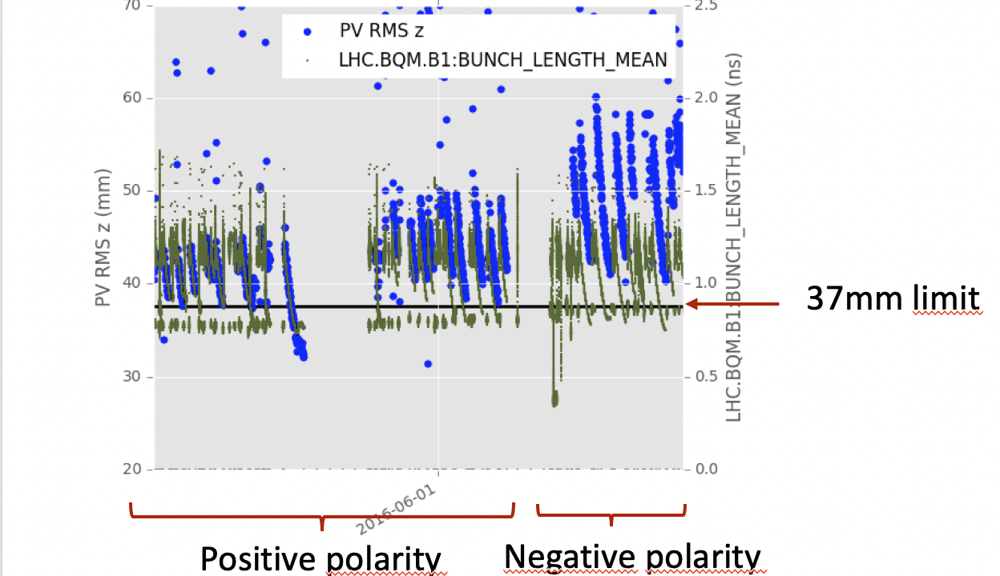 70
60
50
40
30
20
PV RMS z (mm)
PV RMS z
LHC.BQM.B1:BUNCH_LENGTH_MEAN
2.5
2.0
1.5
1.0
0.5
0.0
LHC.BQM.B1:BUNCH_LENGTH_MEAN (ns)
37mm limit
2016-06-01
Positive polarity
Negative polarity